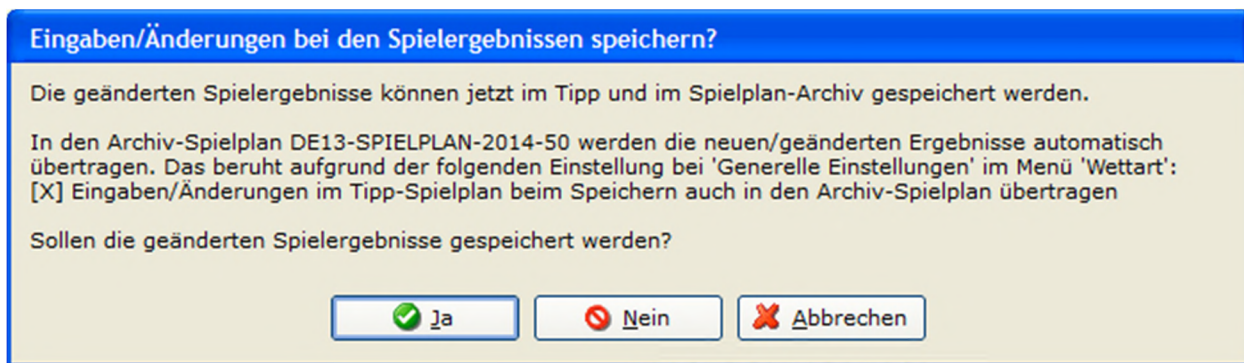 Eingaben/Änderungen bei den Spielergebnissen speichern?
Die geänderten Spielergebnisse können jetzt im Tipp und im Spielplan-Archiv gespeichert werden.
In den Archiv-Spielplan DE13-SPIELPLAN-2014-50 werden die neuen/geänderten Ergebnisse automatisch
übertragen. Das beruht aufgrund der folgenden Einstellung bei 'Generelle Einstellungen' im Menü 'Wettart':
[X] Eingaben/Änderungen im Tipp-Spielplan beim Speichern auch in den Archiv-Spielplan übertragen
Sollen die geänderten Spielergebnisse gespeichert werden?
Ja Nein Abbrechen